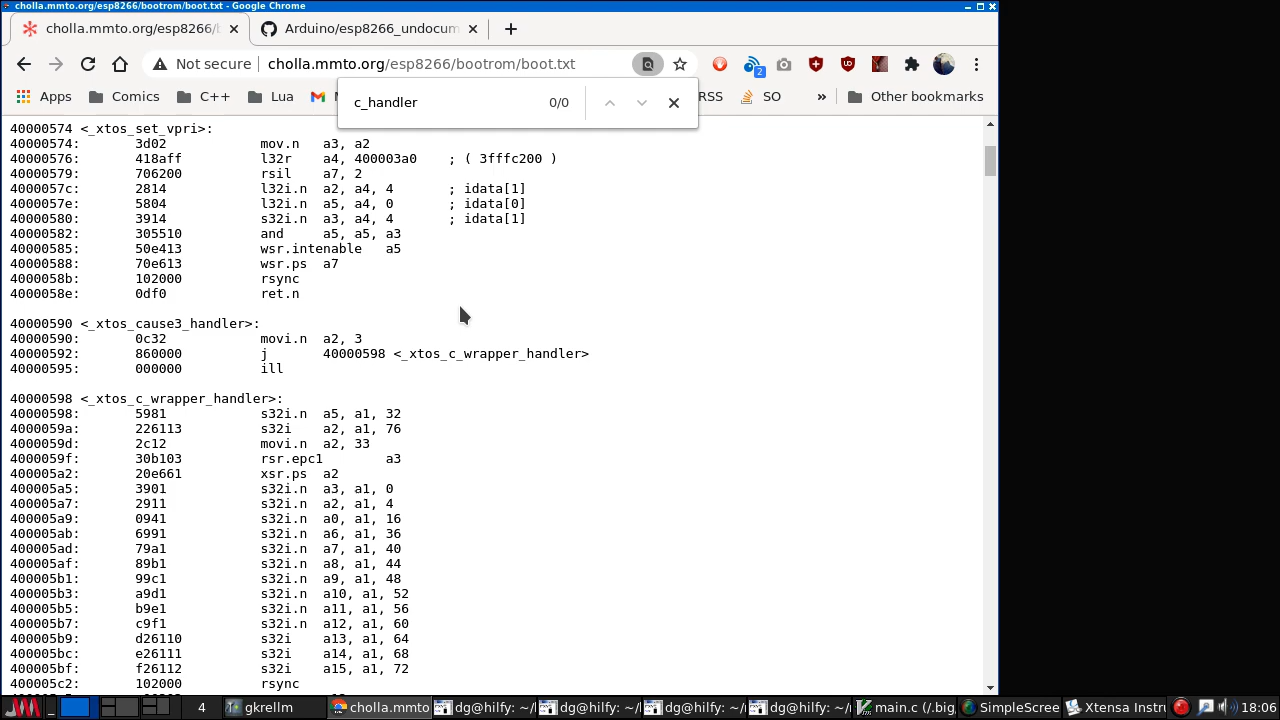 cholla.mmto.org/esp8266/bootrom/boot.txt - Google Chrome
cholla.mmto.org/esp8266/b
Arduino/esp8266_undocum
Not secure
cholla.mmto.org/esp8266/bootrom/boot.txt
2
Apps
Comics
C++
Lua
M
RSS
SO
»
Other bookmarks
c_handler
0/0
40000574 <_xtos_set_vpri>:
40000574: 3d02 mov.n a3, a2
40000576: 418aff l32r a4, 400003a0 ; ( 3fffc200 )
40000579: 706200 rsil a7, 2
4000057c: 2814 l32i.n a2, a4, 4 ; idata[1]
4000057e: 5804 l32i.n a5, a4, 0 ; idata[0]
40000580: 3914 s32i.n a3, a4, 4 ; idata[1]
40000582: 305510 and a5, a5, a3
40000585: 50e413 wsr.intenable a5
40000588: 70e613 wsr.ps a7
4000058b: 102000 rsync
4000058e: 0df0 ret.n
40000590 <_xtos_cause3_handler>:
40000590: 0c32 movi.n a2, 3
40000592: 860000 j 40000598 <_xtos_c_wrapper_handler>
40000595: 000000 ill
40000598 <_xtos_c_wrapper_handler>:
40000598: 5981 s32i.n a5, a1, 32
4000059a: 226113 s32i a2, a1, 76
4000059d: 2c12 movi.n a2, 33
4000059f: 30b103 rsr.epc1 a3
400005a2: 20e661 xsr.ps a2
400005a5: 3901 s32i.n a3, a1, 0
400005a7: 2911 s32i.n a2, a1, 4
400005a9: 0941 s32i.n a0, a1, 16
400005ab: 6991 s32i.n a6, a1, 36
400005ad: 79a1 s32i.n a7, a1, 40
400005af: 89b1 s32i.n a8, a1, 44
400005b1: 99c1 s32i.n a9, a1, 48
400005b3: a9d1 s32i.n a10, a1, 52
400005b5: b9e1 s32i.n a11, a1, 56
400005b7: c9f1 s32i.n a12, a1, 60
400005b9: d26110 s32i a13, a1, 64
400005bc: e26111 s32i a14, a1, 68
400005bf: f26112 s32i a15, a1, 72
400005c2: 102000 rsync
4
gkrellm
cholla.mmto
dg@hilfy: ~/
dg@hilfy: ~/
dg@hilfy: ~/
dg@hilfy: ~/
main.c (/.big
SimpleScree
Xtensa Instr
18:06